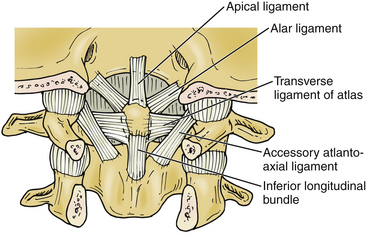 Apical ligament
Alar ligament
Transverse
ligament of atlas
Accessory atlanto-
axial ligament
Inferior longitudinal
bundle